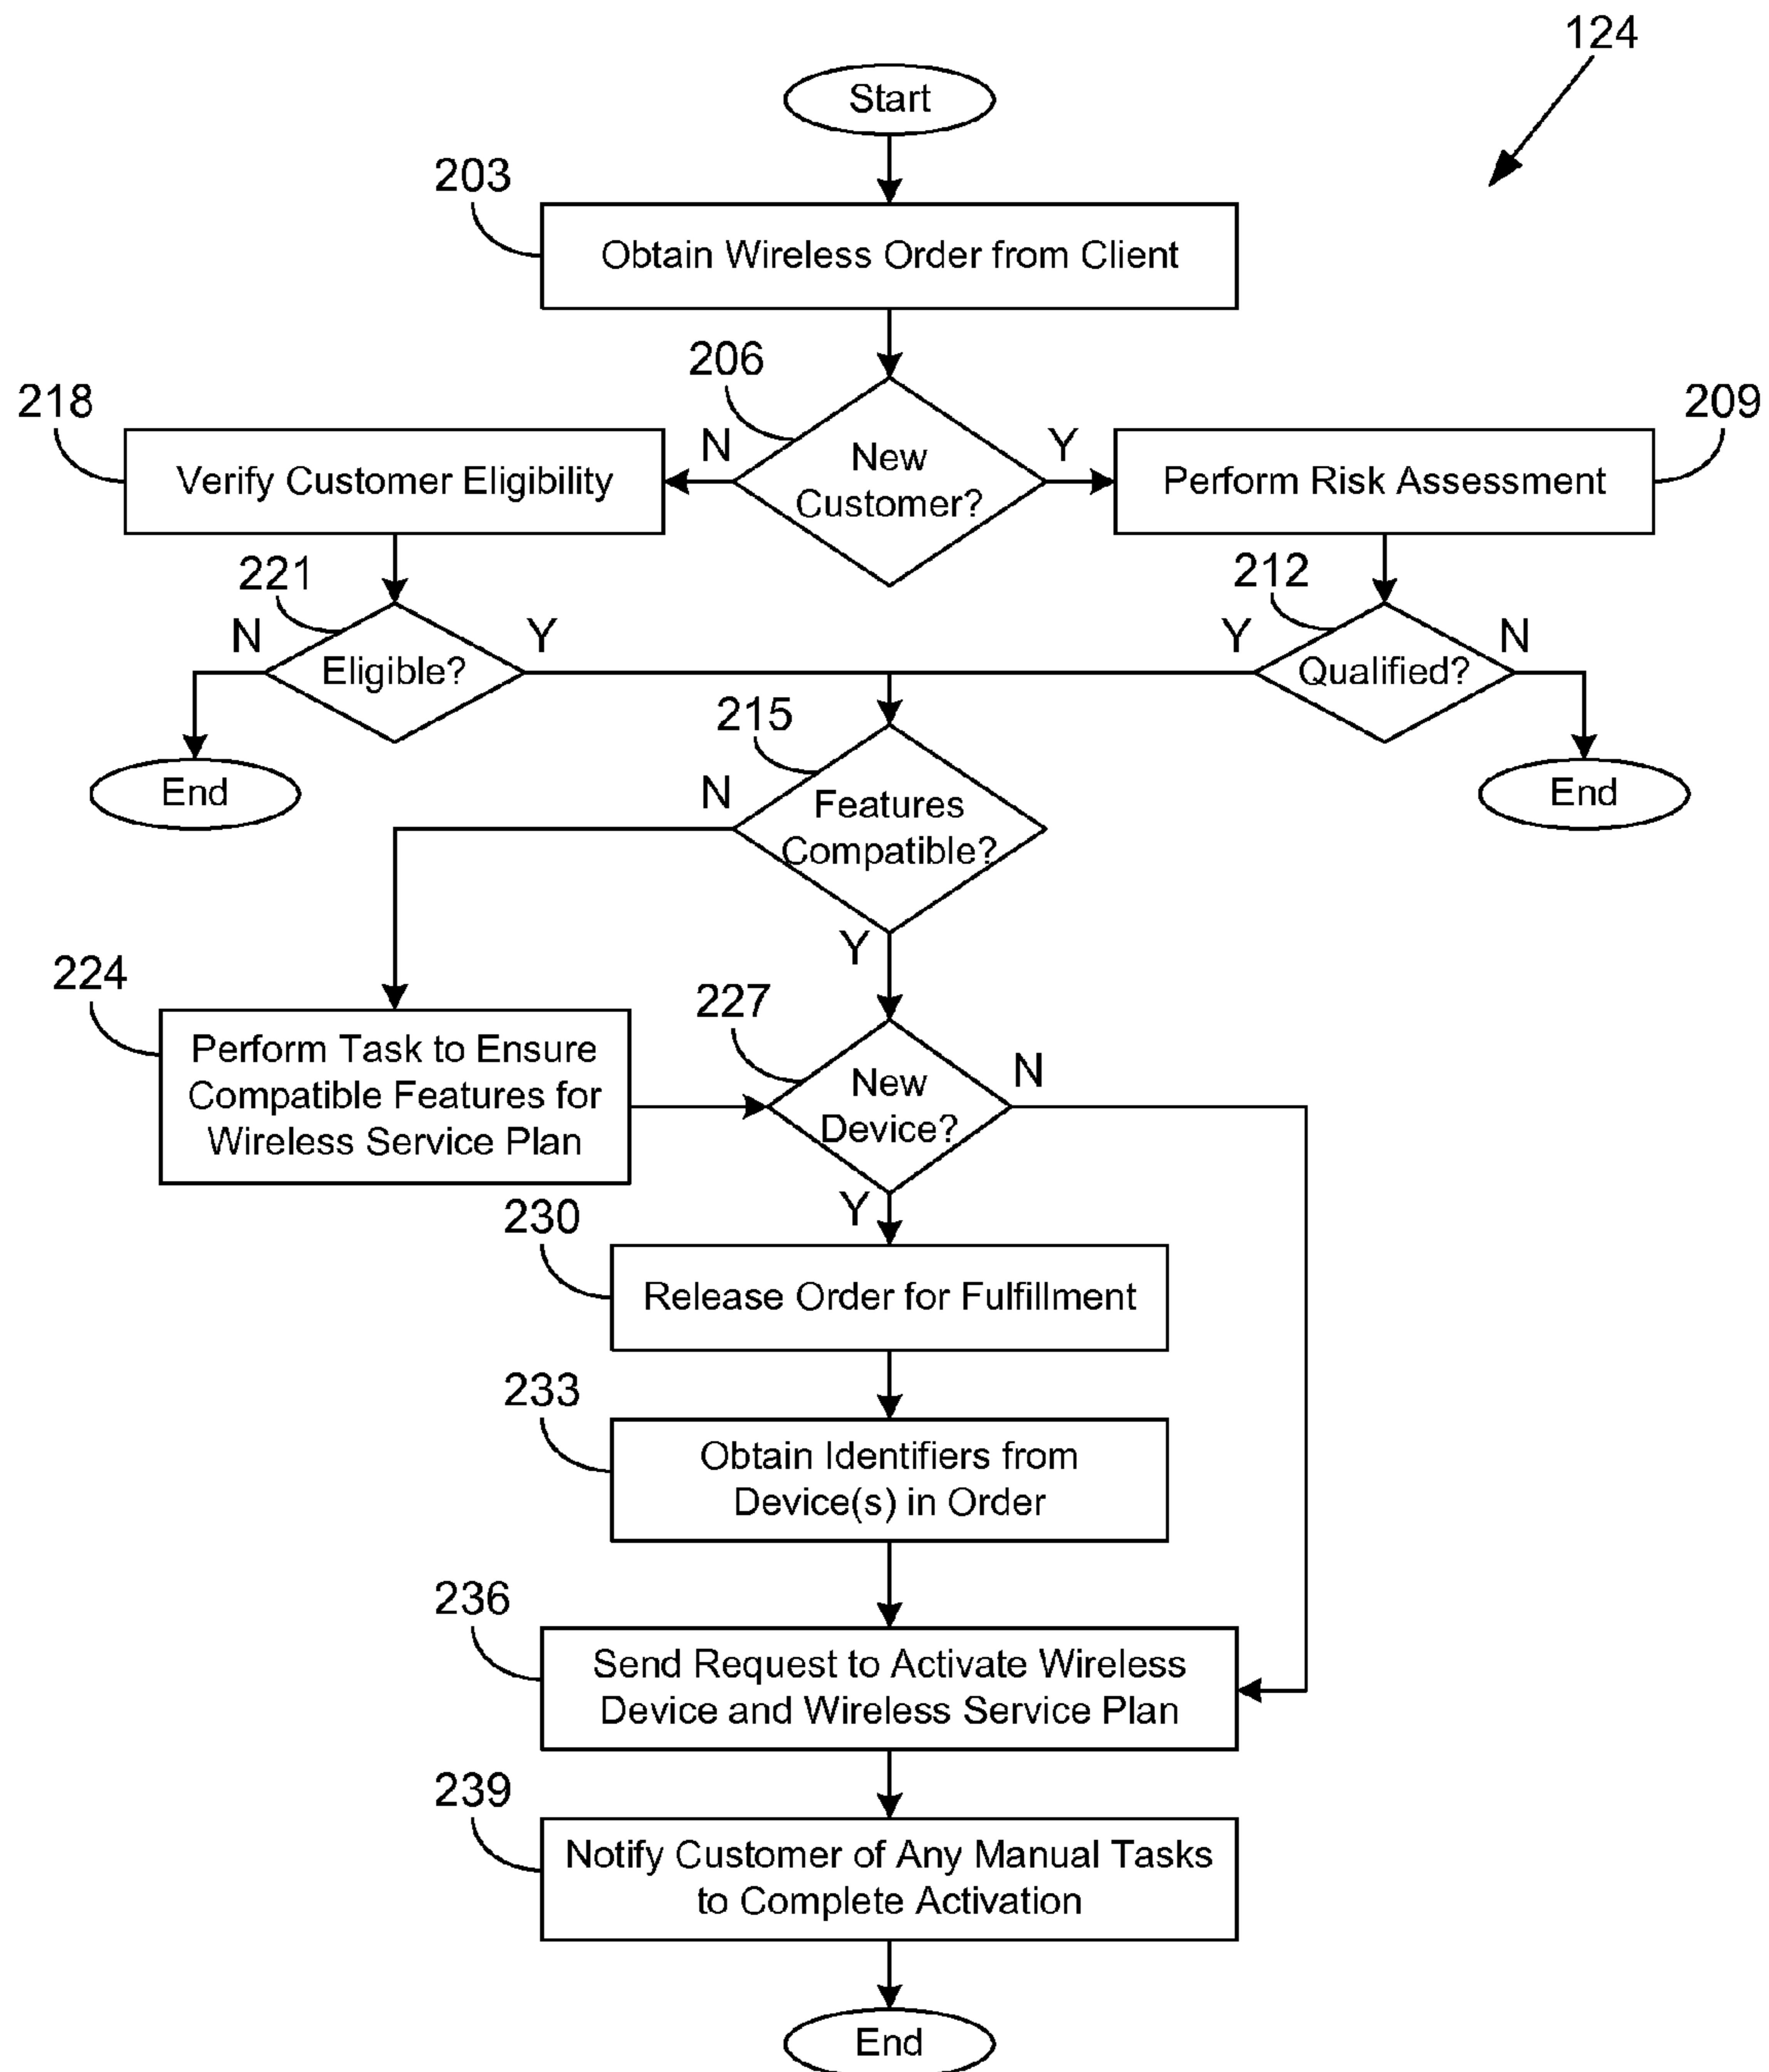 124
Start
203
Obtain Wireless Order from Client
206
218
209
N
Y
Verify Customer Eligibility
New
Customer?
Perform Risk Assessment
221
212
N
Y
Y
N
Eligible?
Qualified?
215
End
N
Features
Compatible?
End
Y
224
227
Perform Task to Ensure
Compatible Features for
Wireless Service Plan
New
Device?
N
Y
230
Release Order for Fulfillment
233
Obtain Identifiers from
Device(s) in Order
236
Send Request to Activate Wireless
Device and Wireless Service Plan
239
Notify Customer of Any Manual Tasks
to Complete Activation
End